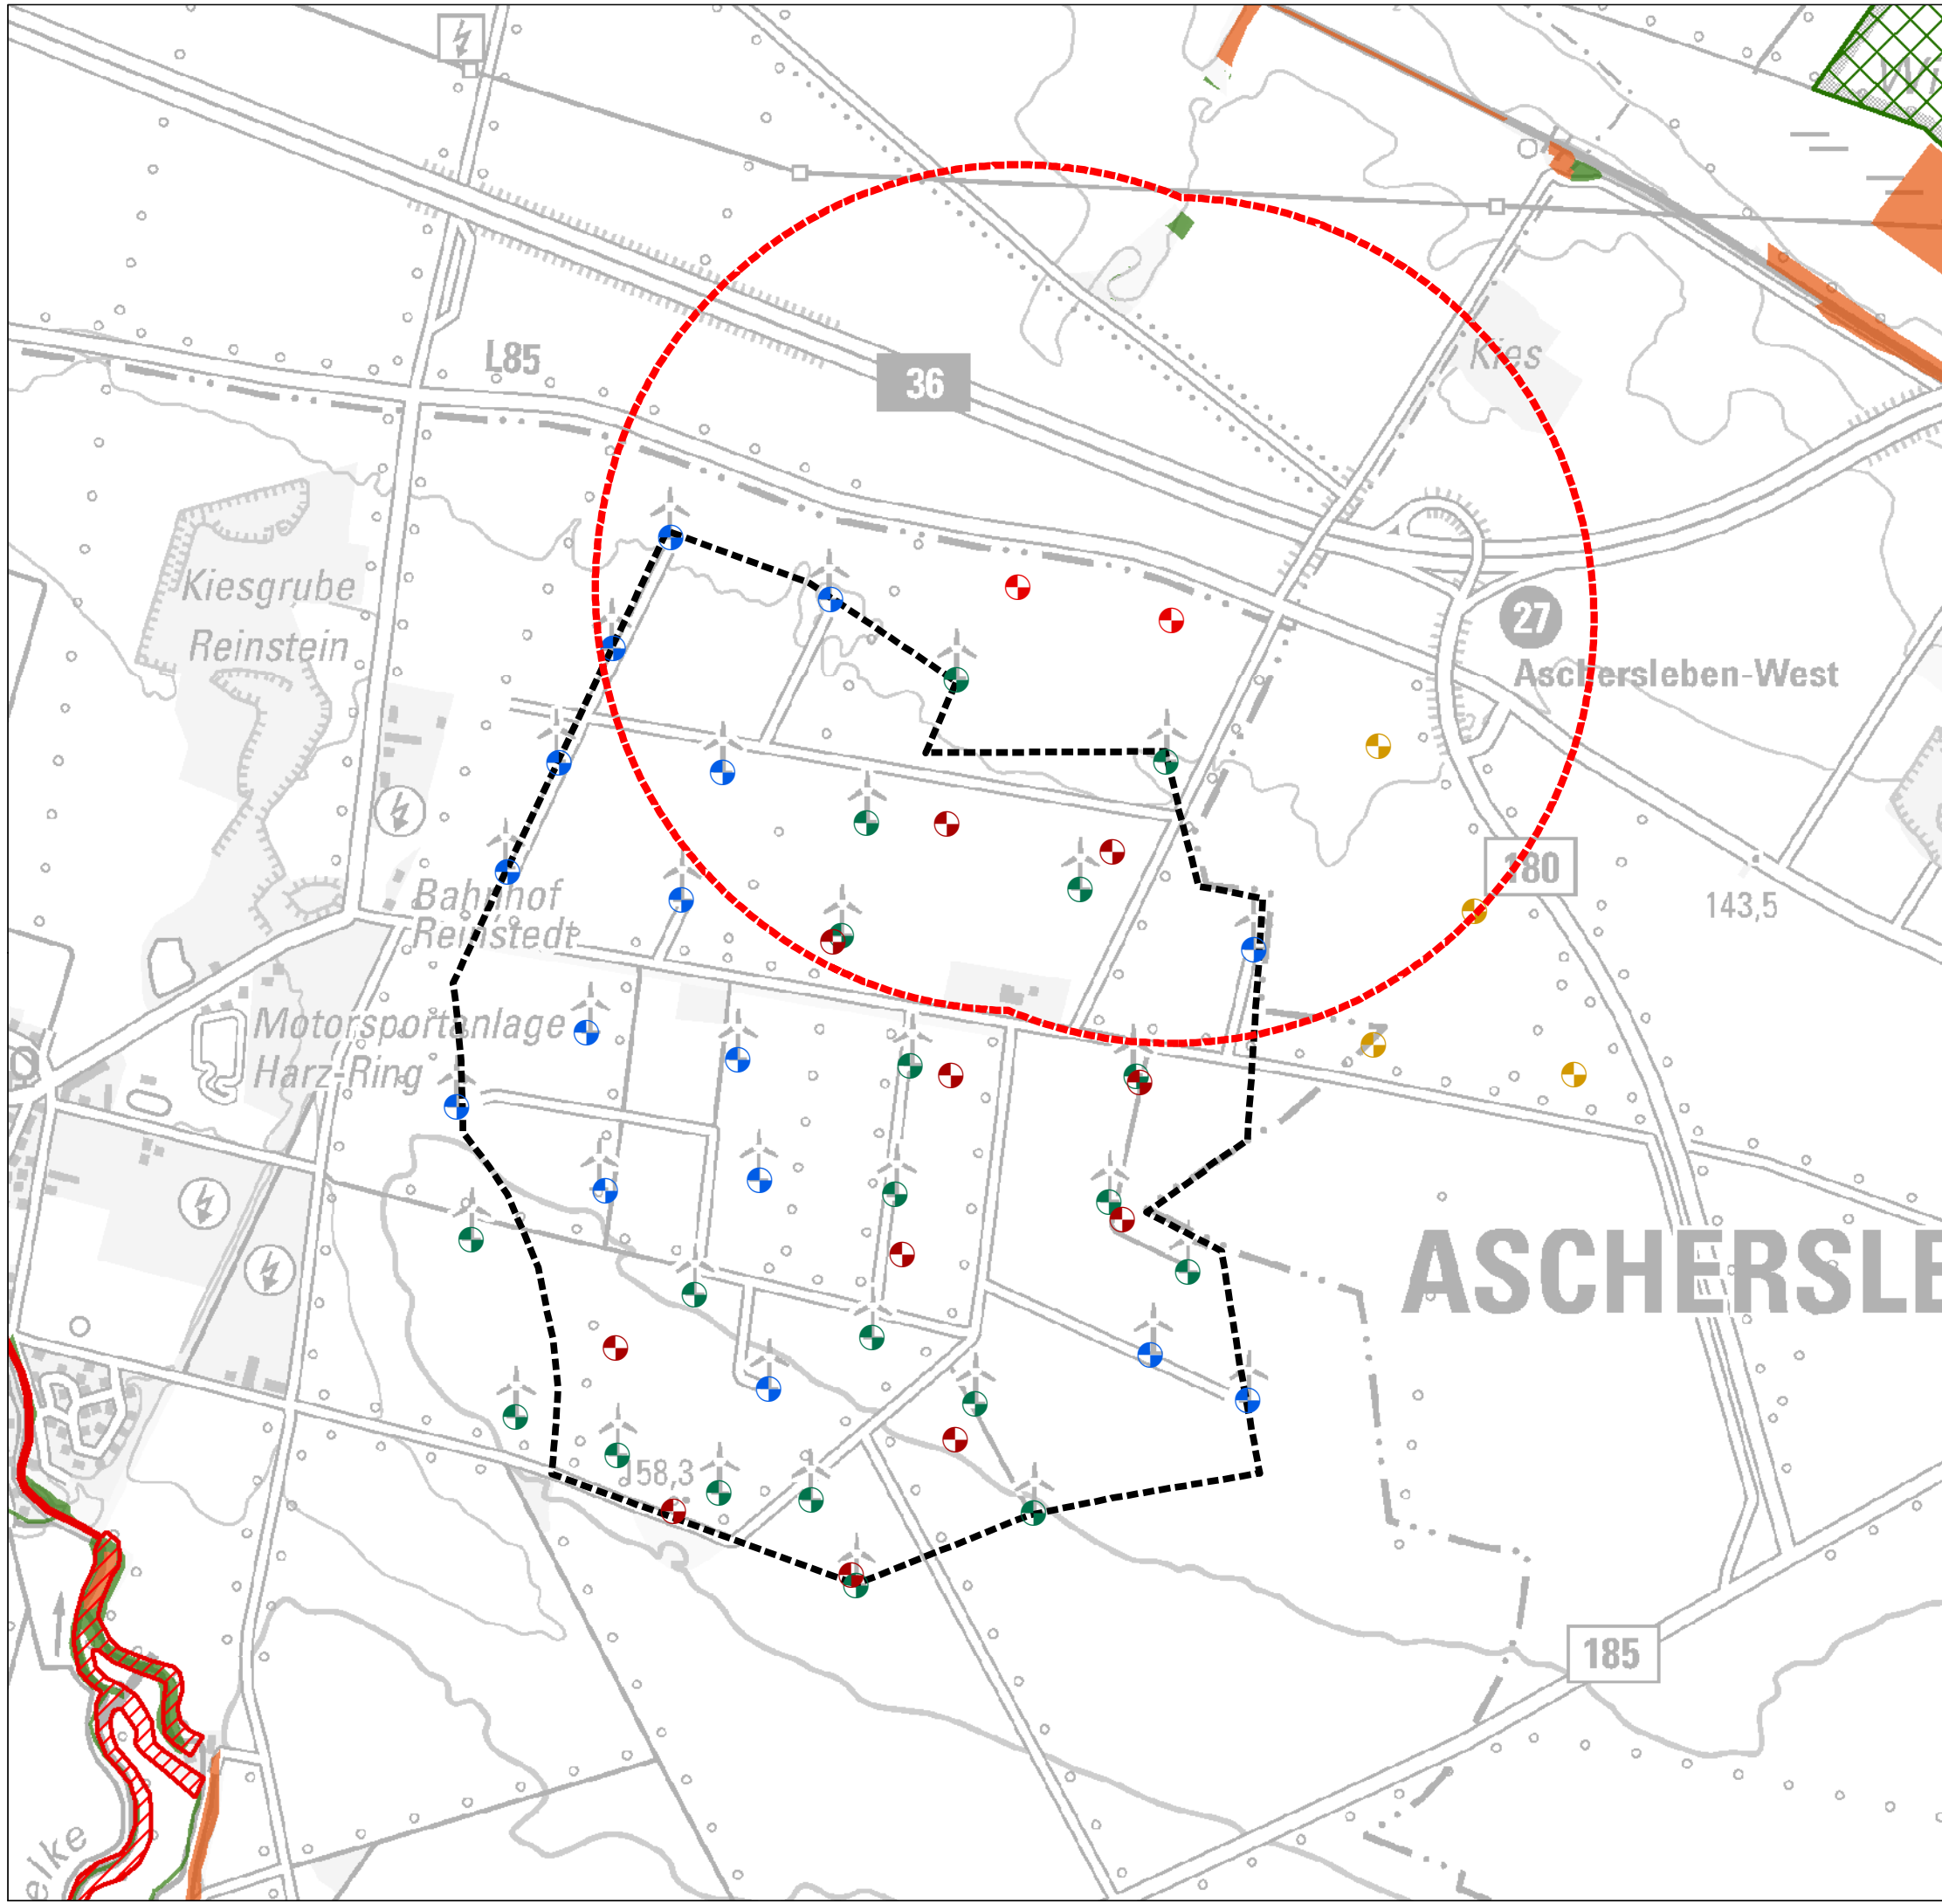 L85
36
Kies
Kiesgrube
Reinstein
27
Aschersleben-West
180
143,5
Bahnhof
Reinstedt
Motorsportanlage
Harz-Ring
ASCHERSLE
158,3
185
elke
Wi